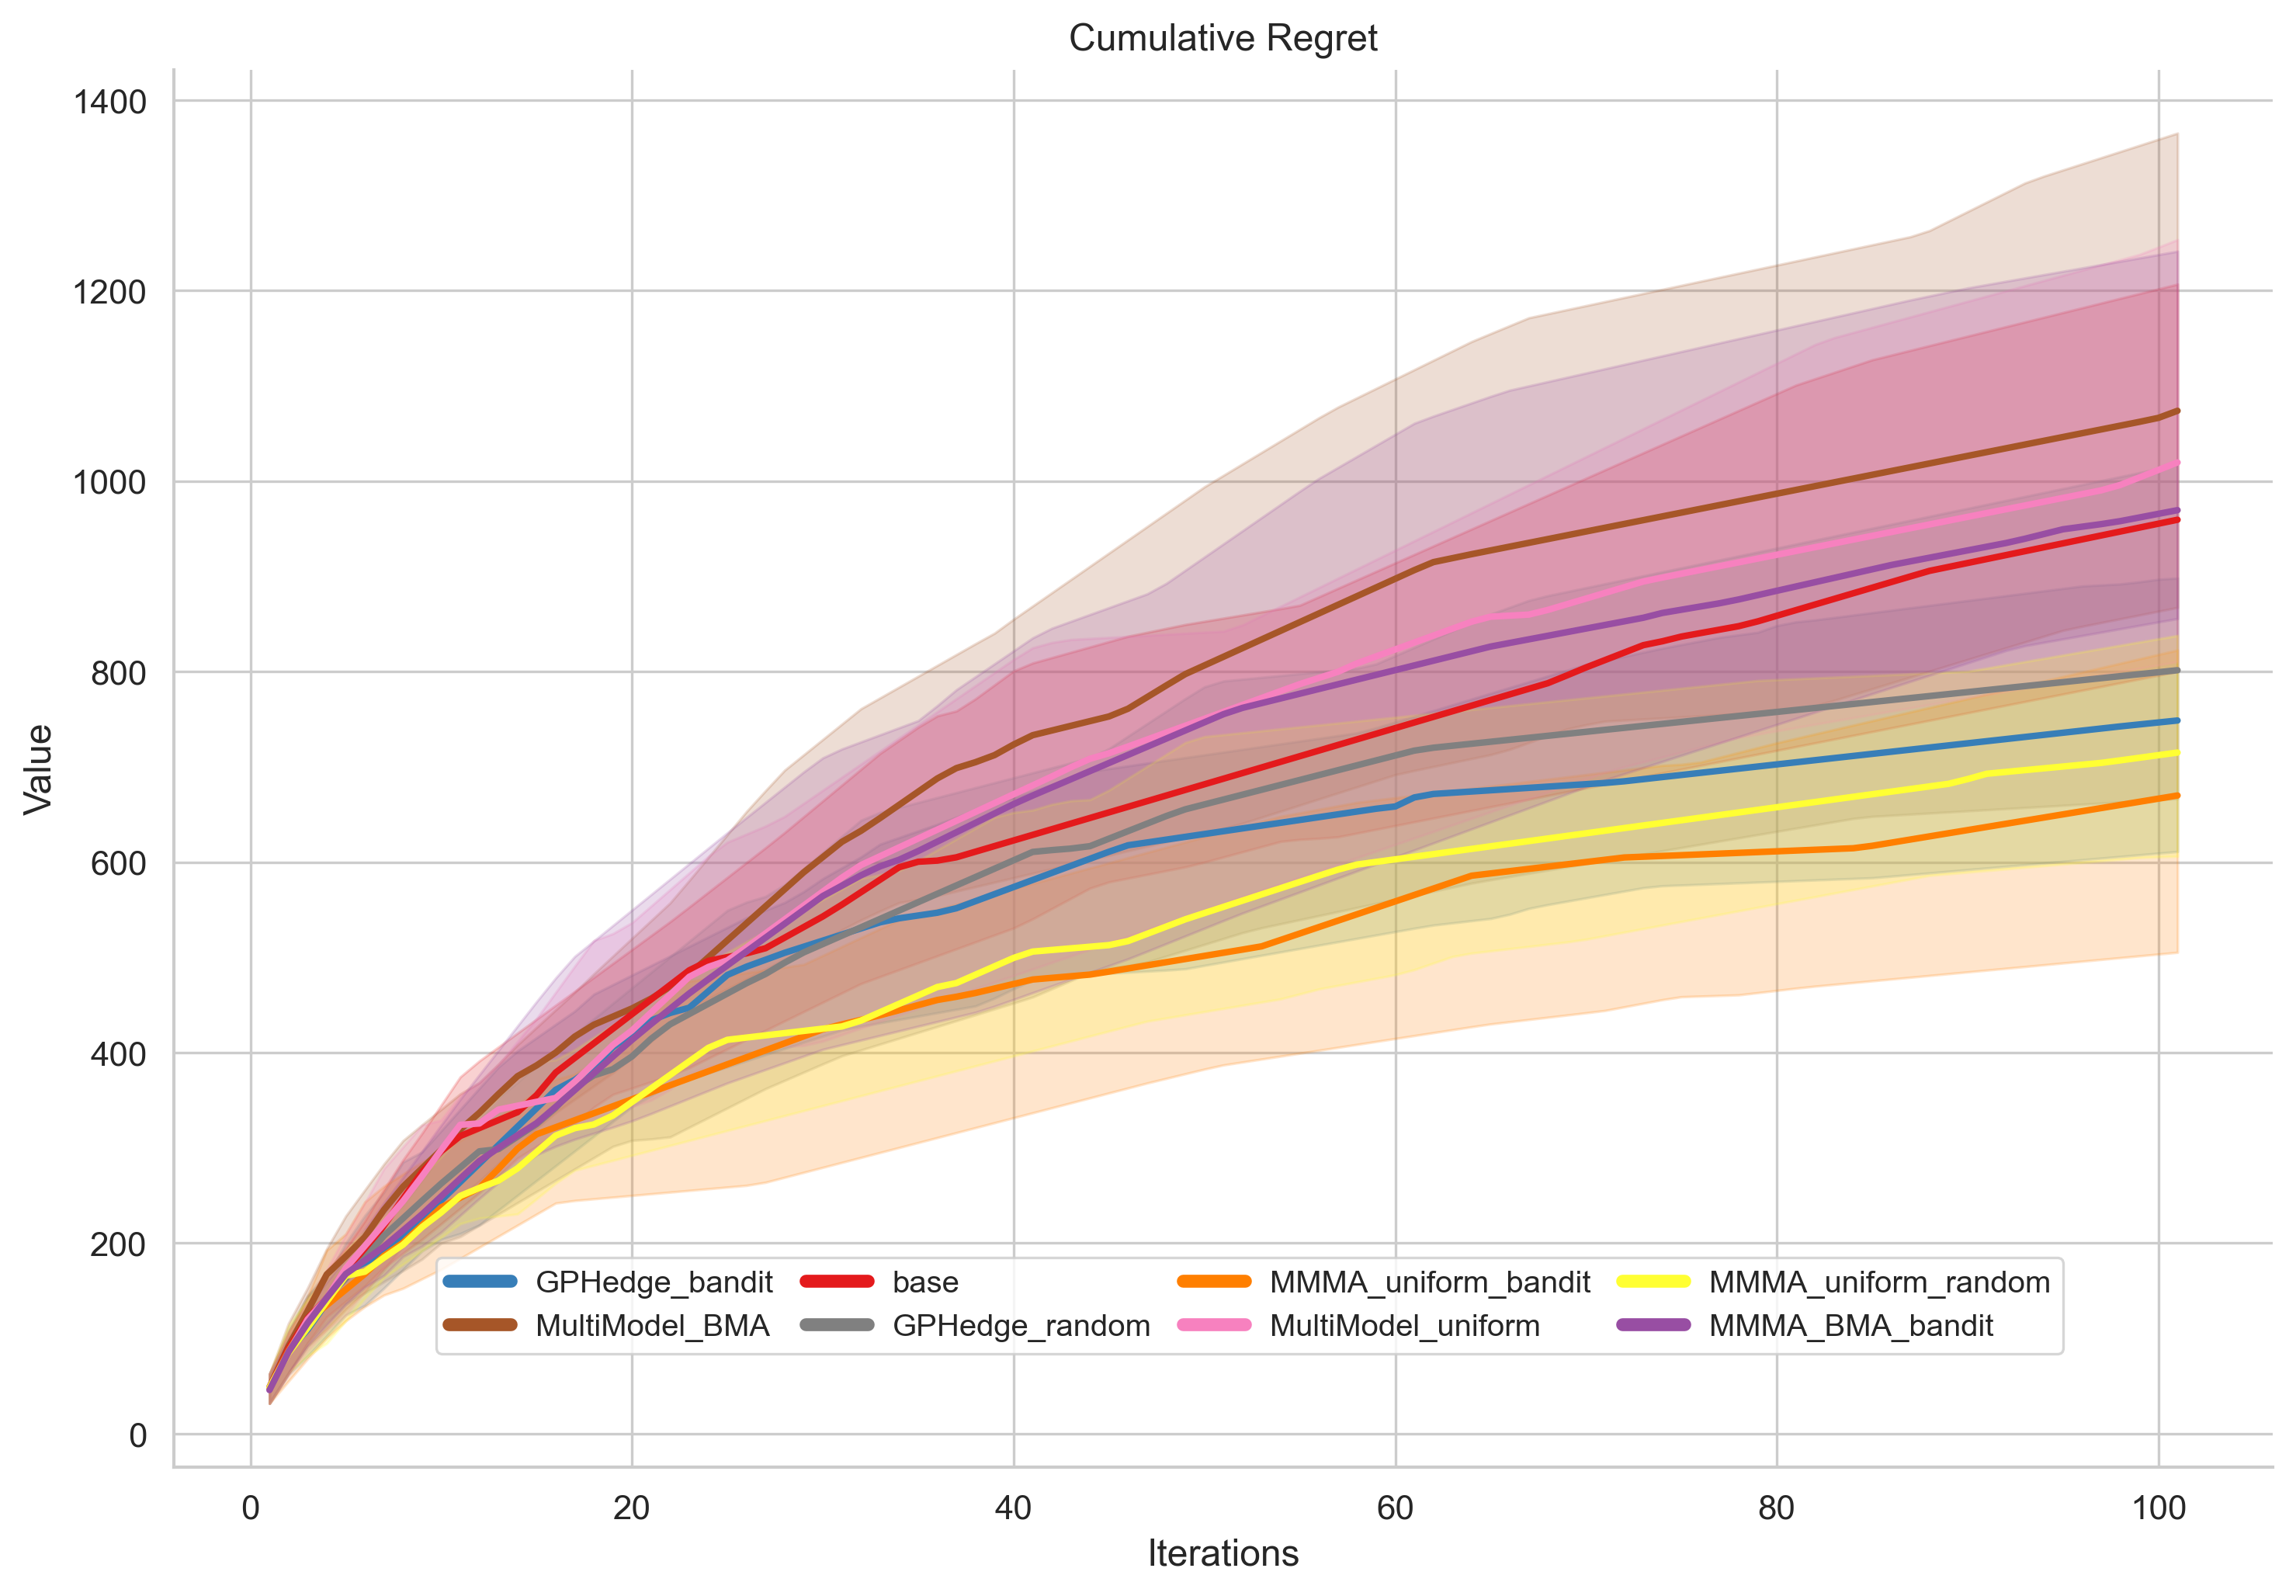 Cumulative Regret
1400
1200
1000
800
600
400
200
0
Value
GPHedge_bandit base MMMA_uniform_bandit MMMA_uniform_random
MultiModel_BMA GPHedge_random MultiModel_uniform MMMA_BMA_bandit
0 20 40 60 80 100
Iterations